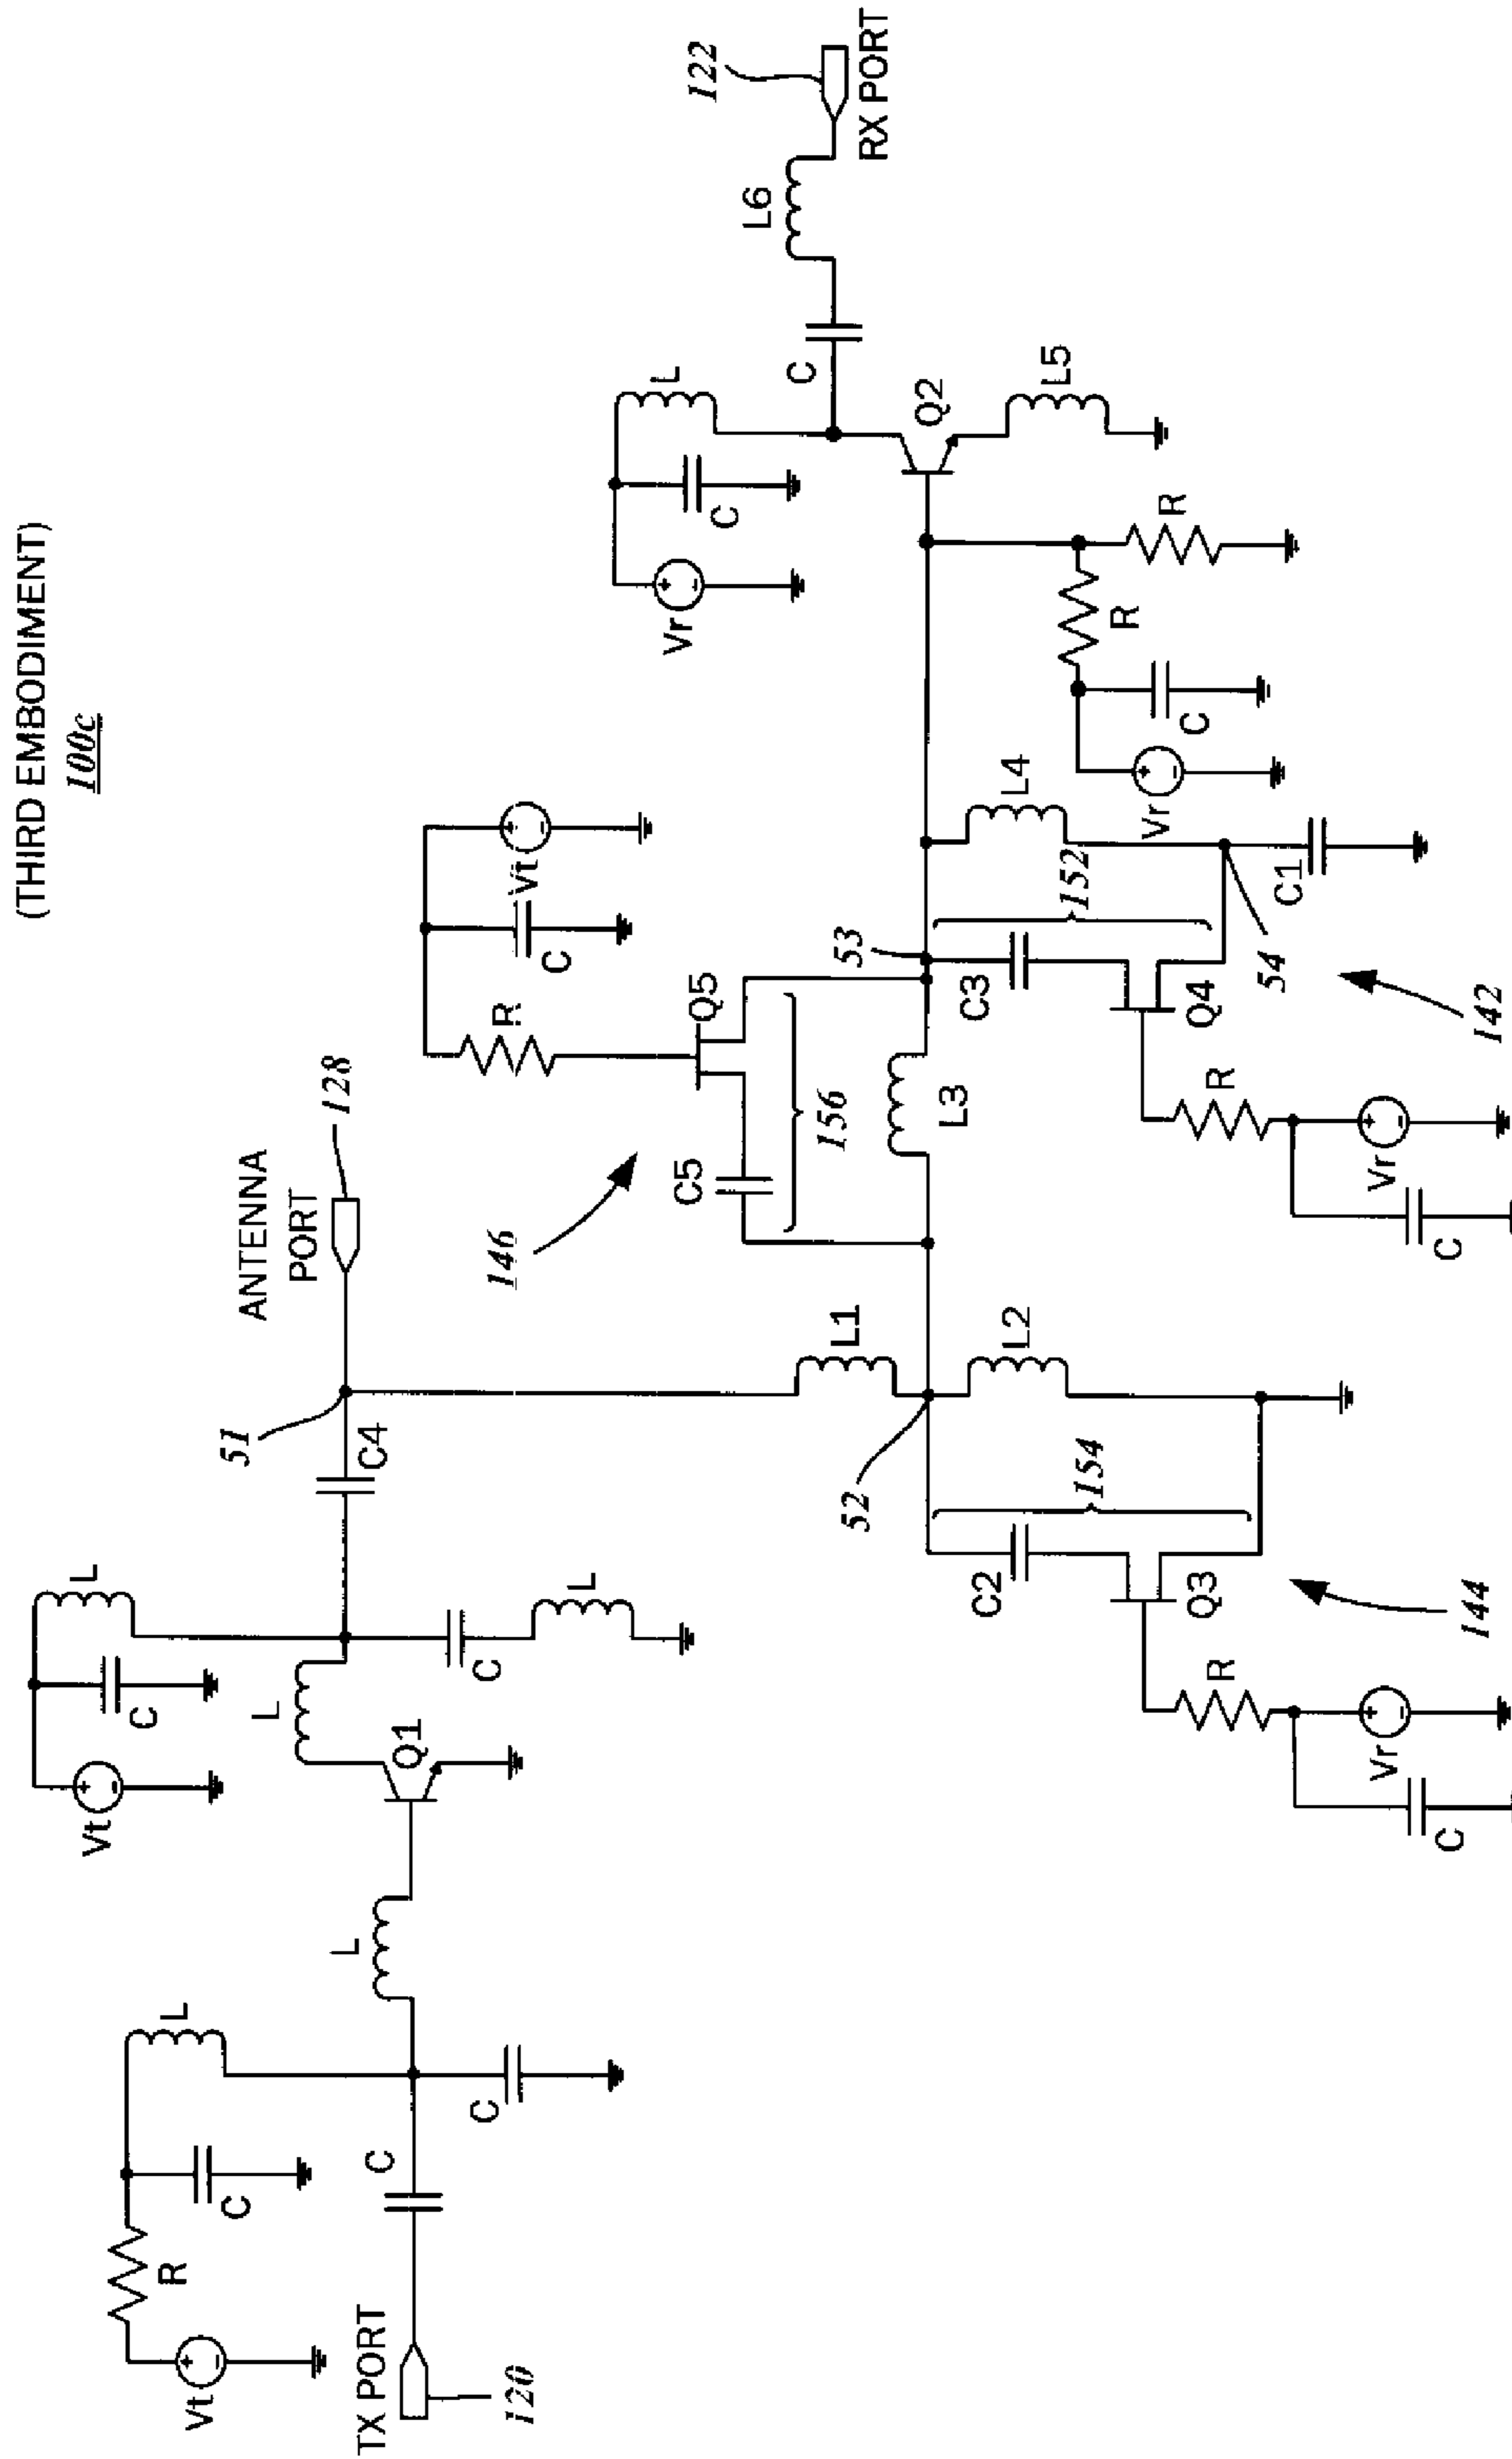 (THIRD EMBODIMENT)
100c
Vt
R
C
L
TX PORT
120
C
C
L
Vt
C
L
L
Q1
C
L
C4
51
ANTENNA
PORT
128
L1
52
L2
C2
154
Q3
144
R
Vr
C
146
C5
156
Q5
R
C
Vt
L3
53
C3
152
Q4
142
R
Vr
C
L4
54
C1
Vr
C
R
R
Vr
C
L
Q2
L5
C
L6
122
RX PORT